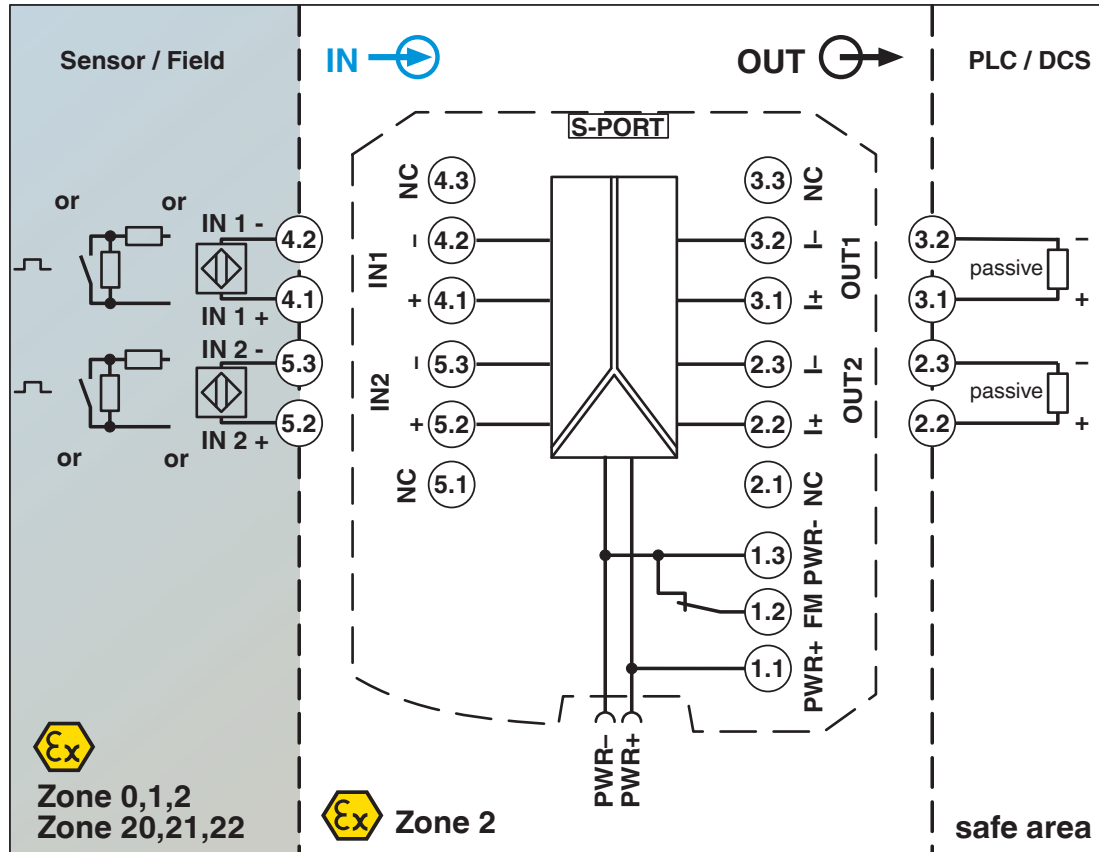 Sensor / Field
IN
OUT
PLC / DCS
S-PORT
NC 4.3
3.3 NC
or or
IN 1 - 4.2
– 4.2
3.2 I–
3.2 –
IN1
OUT1
passive
4.1
+ 4.1
3.1 I±
3.1 +
IN 1 +
IN 2 - 5.3
– 5.3
2.3 I–
2.3 –
IN2
OUT2
passive
5.2
+ 5.2
2.2 I±
2.2 +
IN 2 +
or or
NC 5.1
2.1 NC
1.3 PWR-
1.2 FM
1.1 PWR+
PWR–
PWR+
Ex
Zone 0,1,2
Zone 20,21,22
Ex Zone 2
safe area